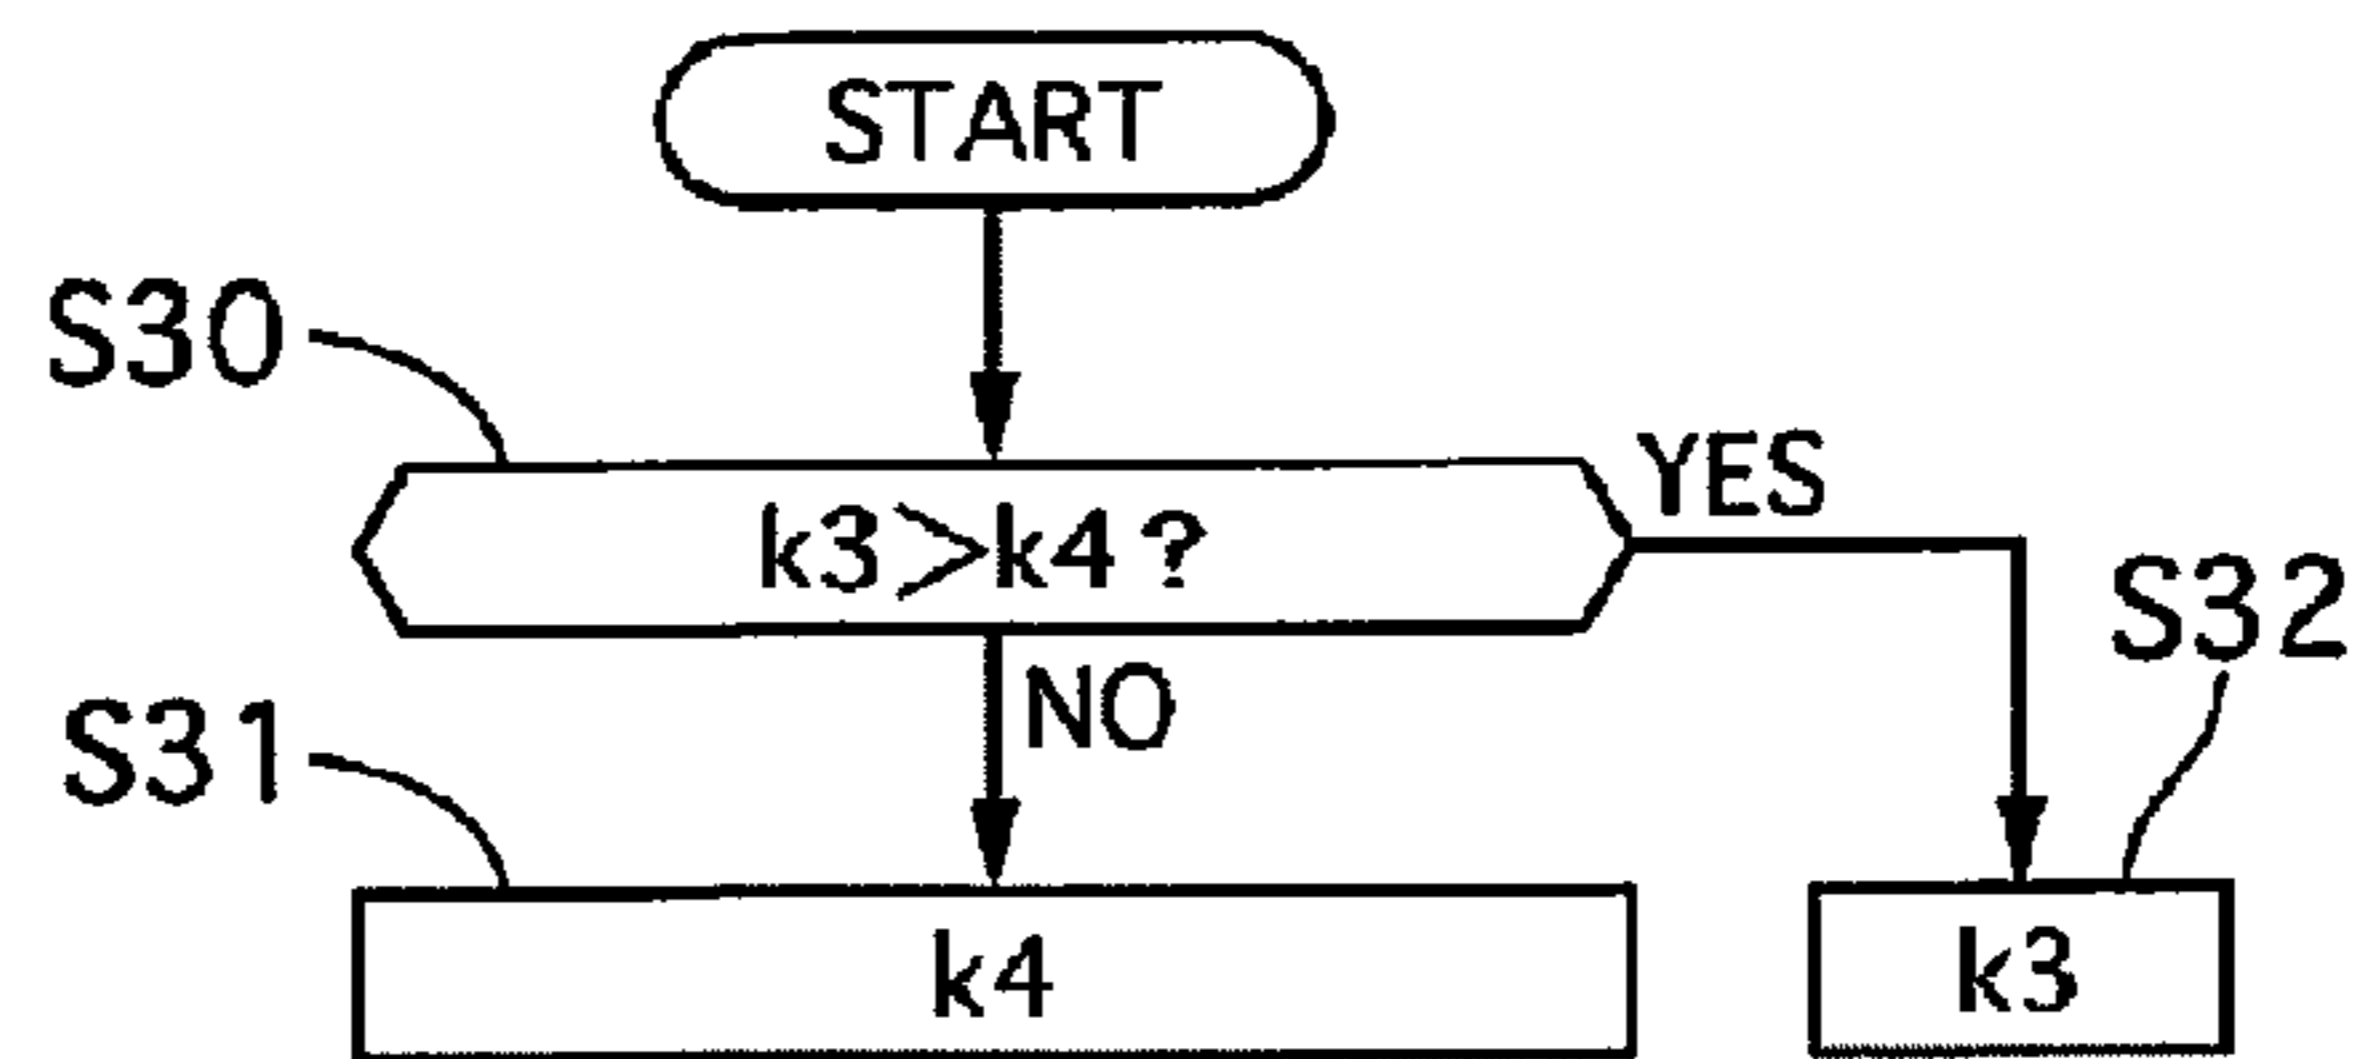 START
S30
YES
k3>k4?
S32
NO
S31
k4
k3